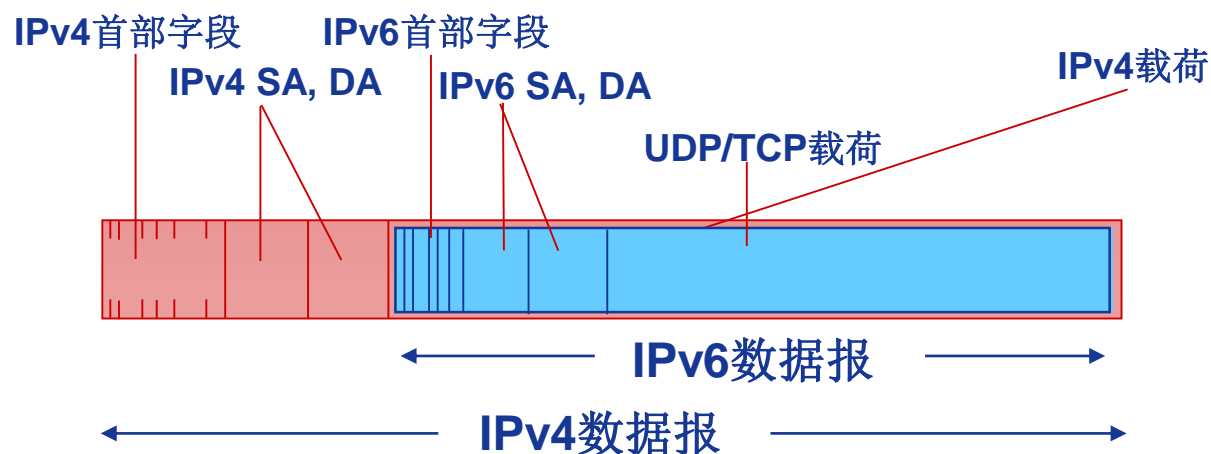 IPv4首部字段
IPv6首部字段
IPv4载荷
IPv4 SA, DA
IPv6 SA, DA
UDP/TCP载荷
IPv6数据报
IPv4数据报